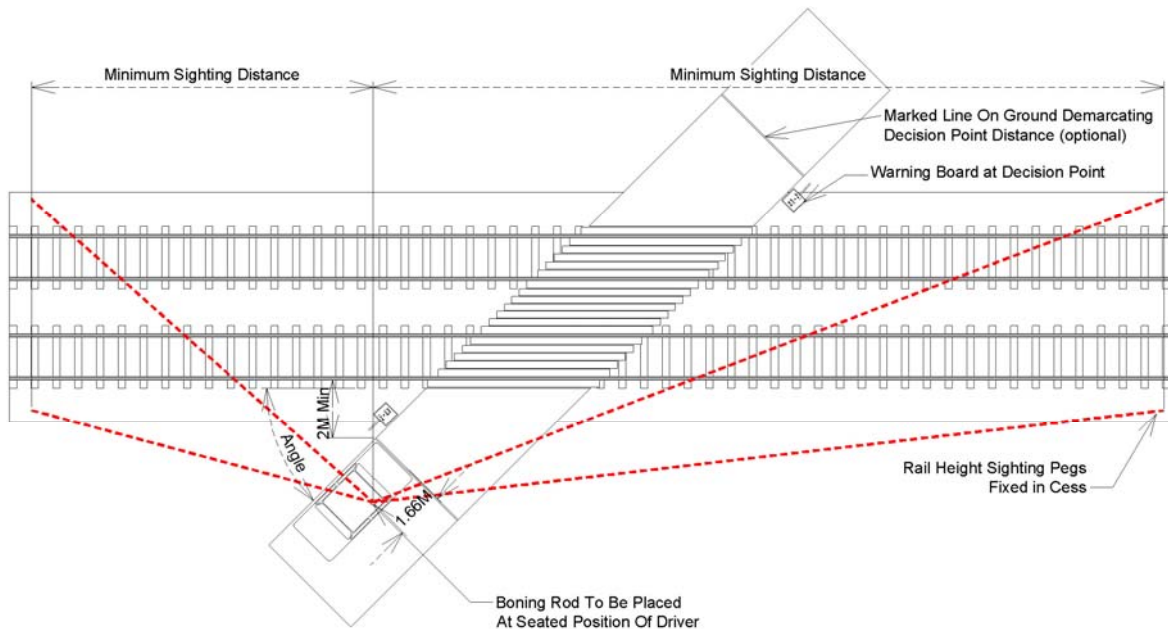 Minimum Sighting Distance
Minimum Sighting Distance
Marked Line On Ground Demarcating
Decision Point Distance (optional)
Warning Board at Decision Point
2M Min
Angle
1.66M
Rail Height Sighting Pegs
Fixed in Cess
Boning Rod To Be Placed
At Seated Position Of Driver